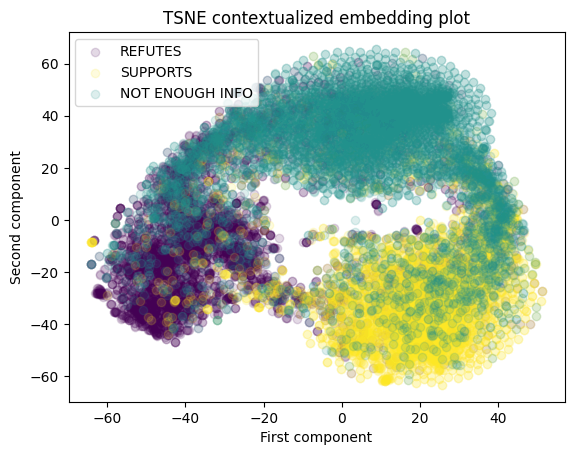 TSNE contextualized embedding plot
REFUTES
SUPPORTS
NOT ENOUGH INFO
Second component
60
40
20
0
−20
−40
−60
−60
−40
−20
0
20
40
First component